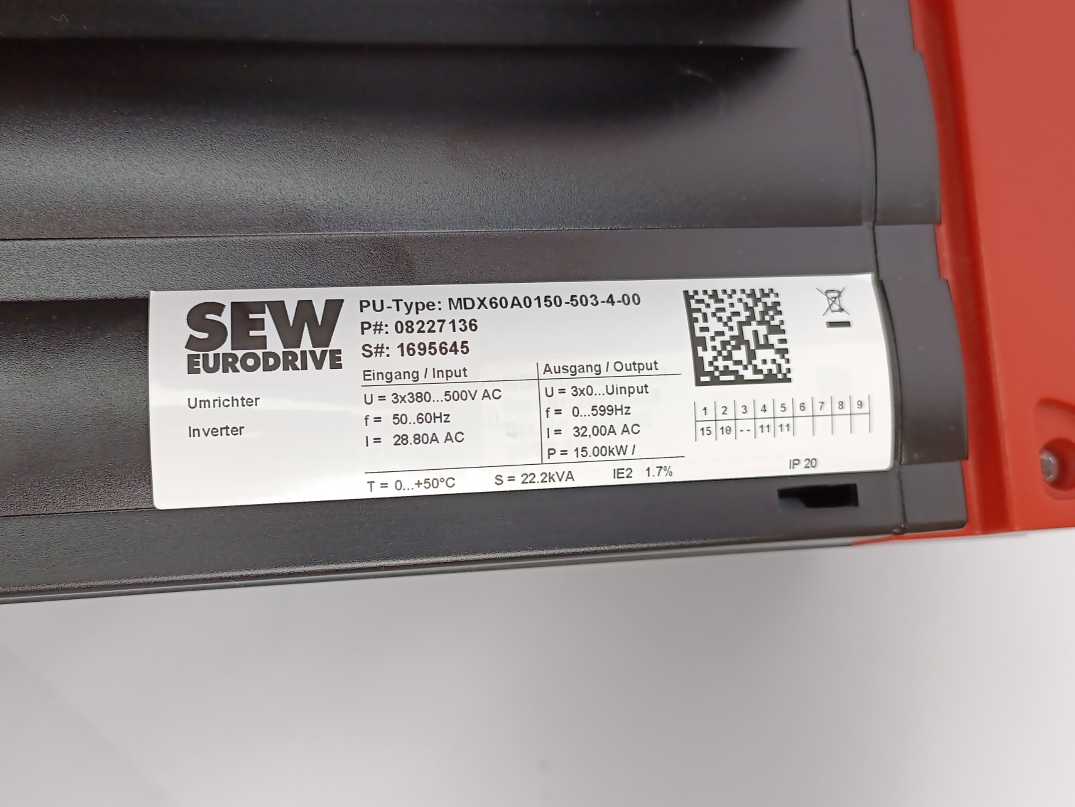 SEW
EURODRIVE
Umrichter
Inverter
PU-Type: MDX60A0150-503-4-00
P#: 08227136
S#: 1695645
Eingang / Input
U = 3x380...500V AC
f = 50..60Hz
I = 28.80A AC
Ausgang / Output
U = 3x0...Uinput
f = 0...599Hz
I = 32,00A AC
P = 15.00kW /
T = 0...+50°C S = 22.2kVA IE2 1.7%
1 2 3 4 5 6 7 8 9
15 10 -- 11 11
IP 20